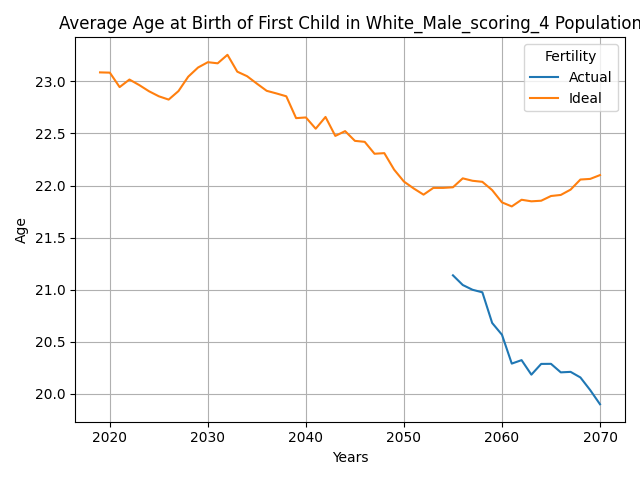 Average Age at Birth of First Child in White_Male_scoring_4 Population
Fertility
Actual
Ideal
Age
23.0
22.5
22.0
21.5
21.0
20.5
20.0
2020 2030 2040 2050 2060 2070
Years